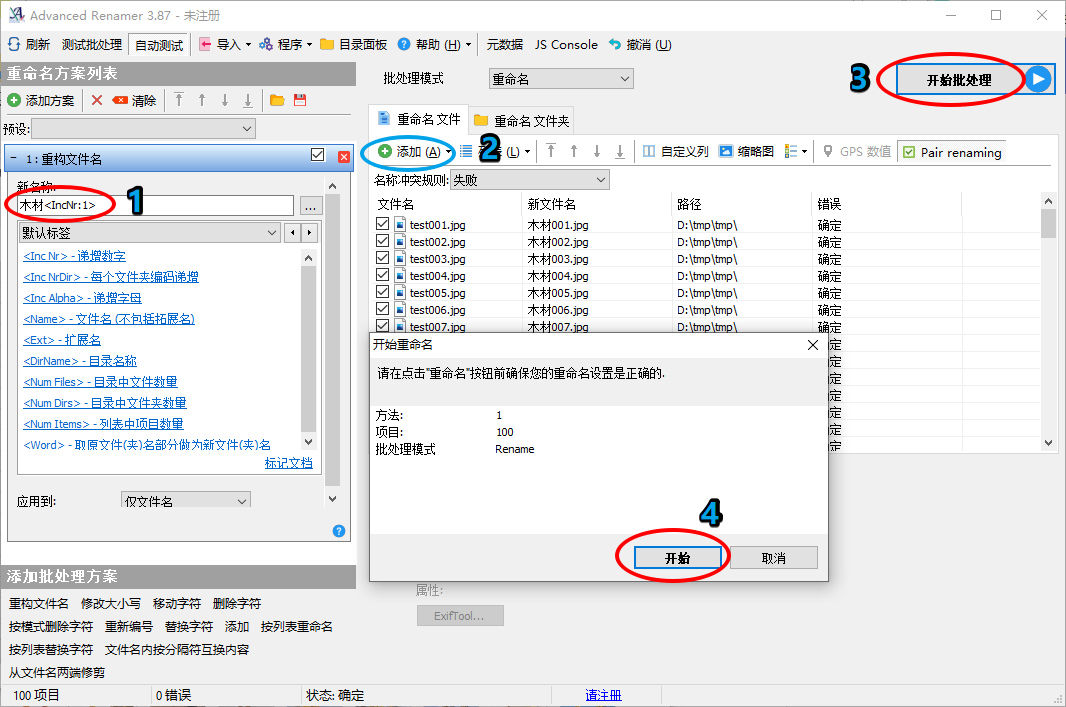 Advanced Renamer 3.87 - 未注册
刷新 测试批处理 自动测试 导入 程序 目录面板 帮助 (H) 元数据 JS Console 撤消 (U)
重命名方案列表
添加方案 清除
预设:
1: 重构文件名
新名称:
木材<IncNr:1>
1
...
默认标签
<Inc Nr> - 递增数字
<Inc NrDir> - 每个文件夹编码递增
<Inc Alpha> - 递增字母
<Name> - 文件名 (不包括拓展名)
<Ext> - 扩展名
<DirName> - 目录名称
<Num Files> - 目录中文件数量
<Num Dirs> - 目录中文件夹数量
<Num Items> - 列表中项目数量
<Word> - 取原文件(夹)名部分做为新文件(夹)名
标记文档
应用到: 仅文件名
添加批处理方案
重构文件名 修改大小写 移动字符 删除字符
按模式删除字符 重新编号 替换字符 添加 按列表重命名
按列表替换字符 文件名内按分隔符互换内容
从文件名两端修剪
批处理模式 重命名
3 开始批处理
重命名文件 重命名文件夹
添加 (A) 2 (L) 自定义列 缩略图 GPS 数值 Pair renaming
名称冲突规则: 失败
文件名 新文件名 路径 错误
test001.jpg 木材001.jpg D:\tmp\tmp\ 确定
test002.jpg 木材002.jpg D:\tmp\tmp\ 确定
test003.jpg 木材003.jpg D:\tmp\tmp\ 确定
test004.jpg 木材004.jpg D:\tmp\tmp\ 确定
test005.jpg 木材005.jpg D:\tmp\tmp\ 确定
test006.jpg 木材006.jpg D:\tmp\tmp\ 确定
test007.jpg 木材007.jpg D:\tmp\tmp\ 确定
开始重命名
请在点击"重命名"按钮前确保您的重命名设置是正确的.
方法: 1
项目: 100
批处理模式 Rename
4
开始 取消
属性:
ExifTool...
100 项目 0 错误 状态: 确定 请注册